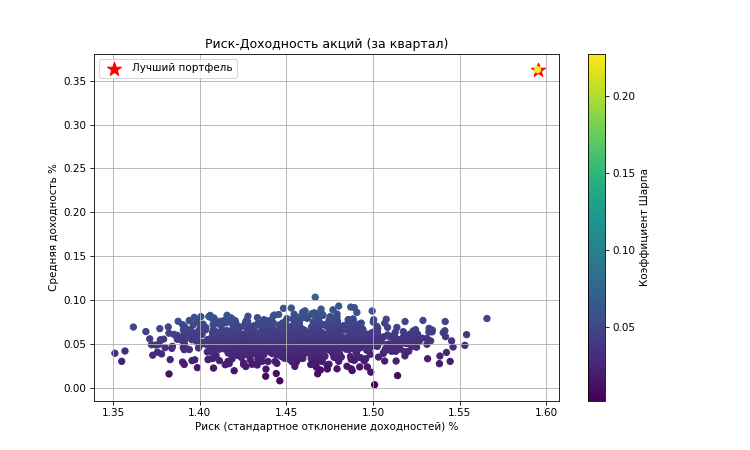 Риск-Доходность акций (за квартал)
Лучший портфель
Средняя доходность %
0.35
0.30
0.25
0.20
0.15
0.10
0.05
0.00
1.35 1.40 1.45 1.50 1.55 1.60
Риск (стандартное отклонение доходностей) %
0.20
0.15
0.10
0.05
Коэффициент Шарпа